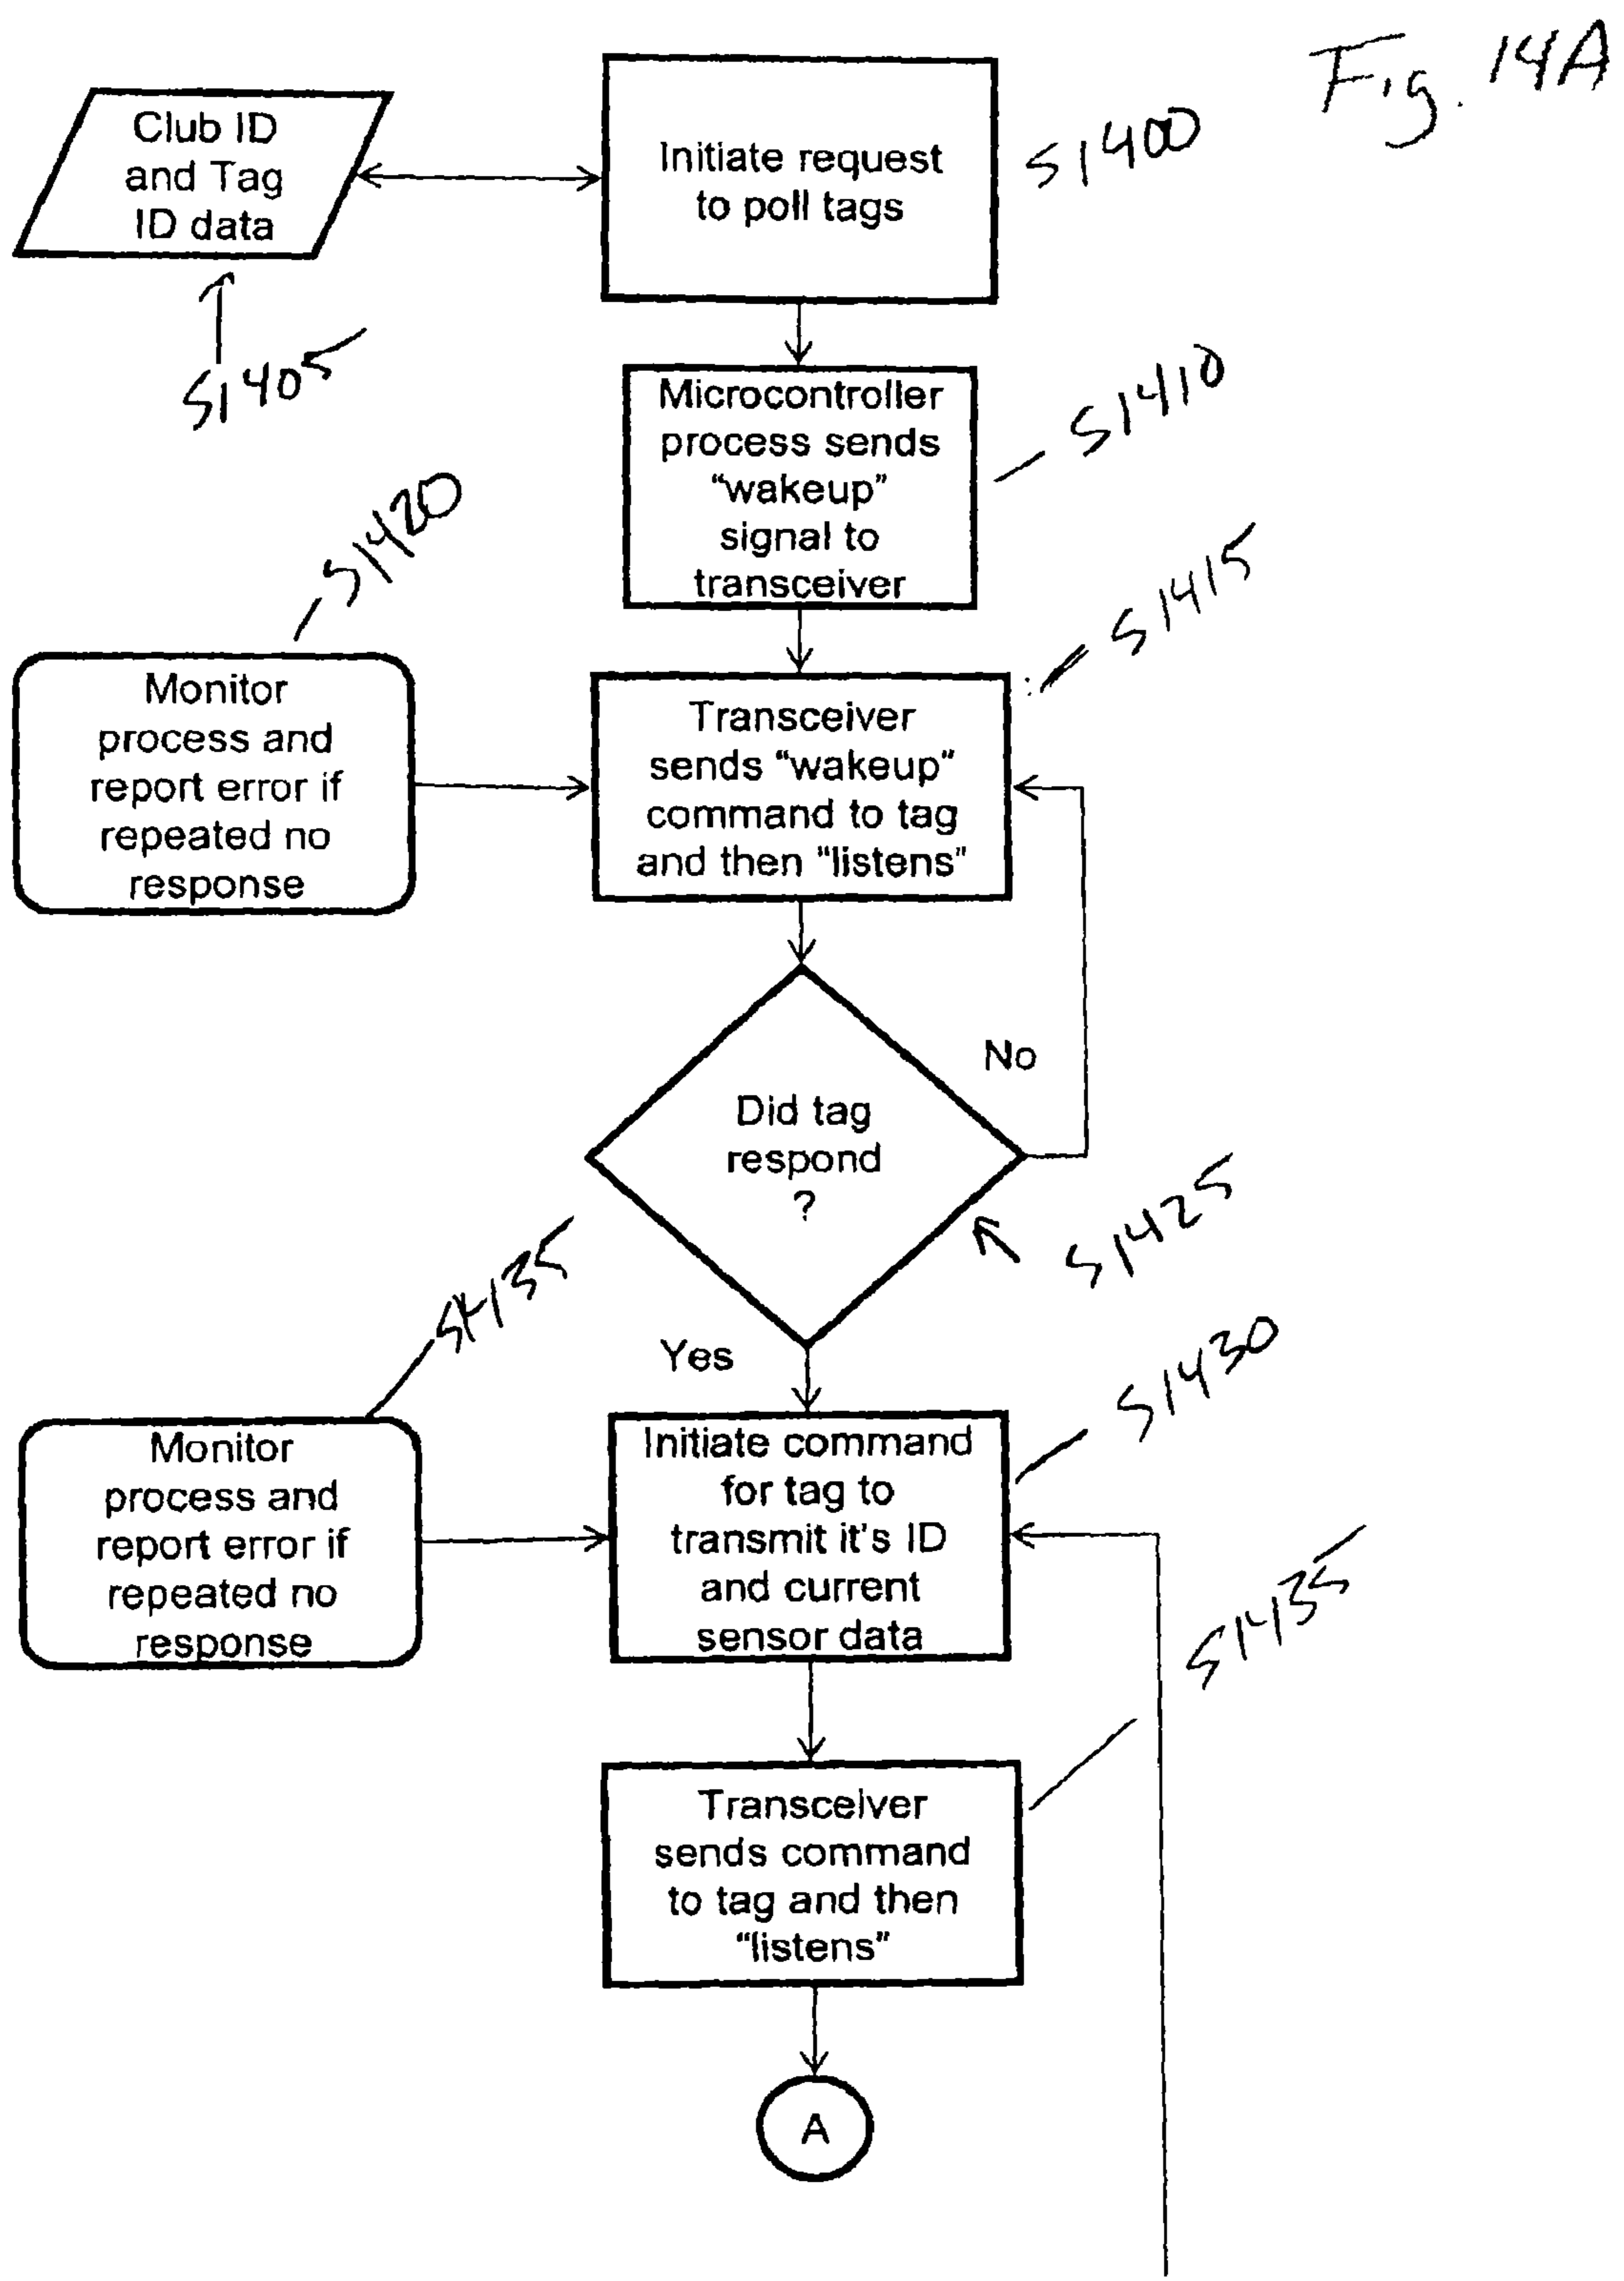 Fig. 14A
Club ID
and Tag
ID data
S1405
Initiate request
to poll tags
S1400
Microcontroller
process sends
“wakeup”
signal to
transceiver
S1410
S1420
Monitor
process and
report error if
repeated no
response
Transceiver
sends “wakeup”
command to tag
and then “listens”
S1415
Did tag
respond
?
No
S1425
Yes
S1435
Monitor
process and
report error if
repeated no
response
Initiate command
for tag to
transmit it's ID
and current
sensor data
S1430
Transceiver
sends command
to tag and then
“listens”
S1435
A